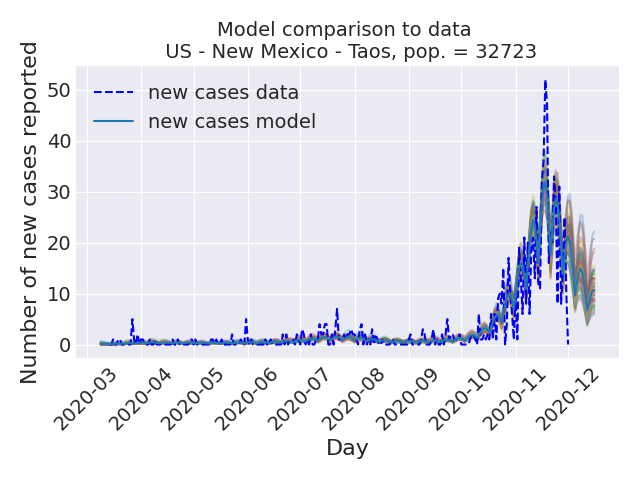 Model comparison to data
US - New Mexico - Taos, pop. = 32723
new cases data
new cases model
Number of new cases reported
50
40
30
20
10
0
2020-03
2020-04
2020-05
2020-06
2020-07
2020-08
2020-09
2020-10
2020-11
2020-12
Day